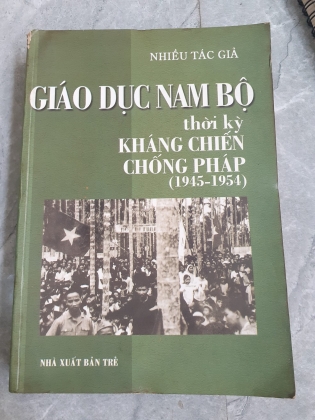 NHIỀU TÁC GIẢ
GIÁO DỤC NAM BỘ
thời kỳ
KHÁNG CHIẾN
CHỐNG PHÁP
(1945-1954)
NHÀ XUẤT BẢN TRẺ